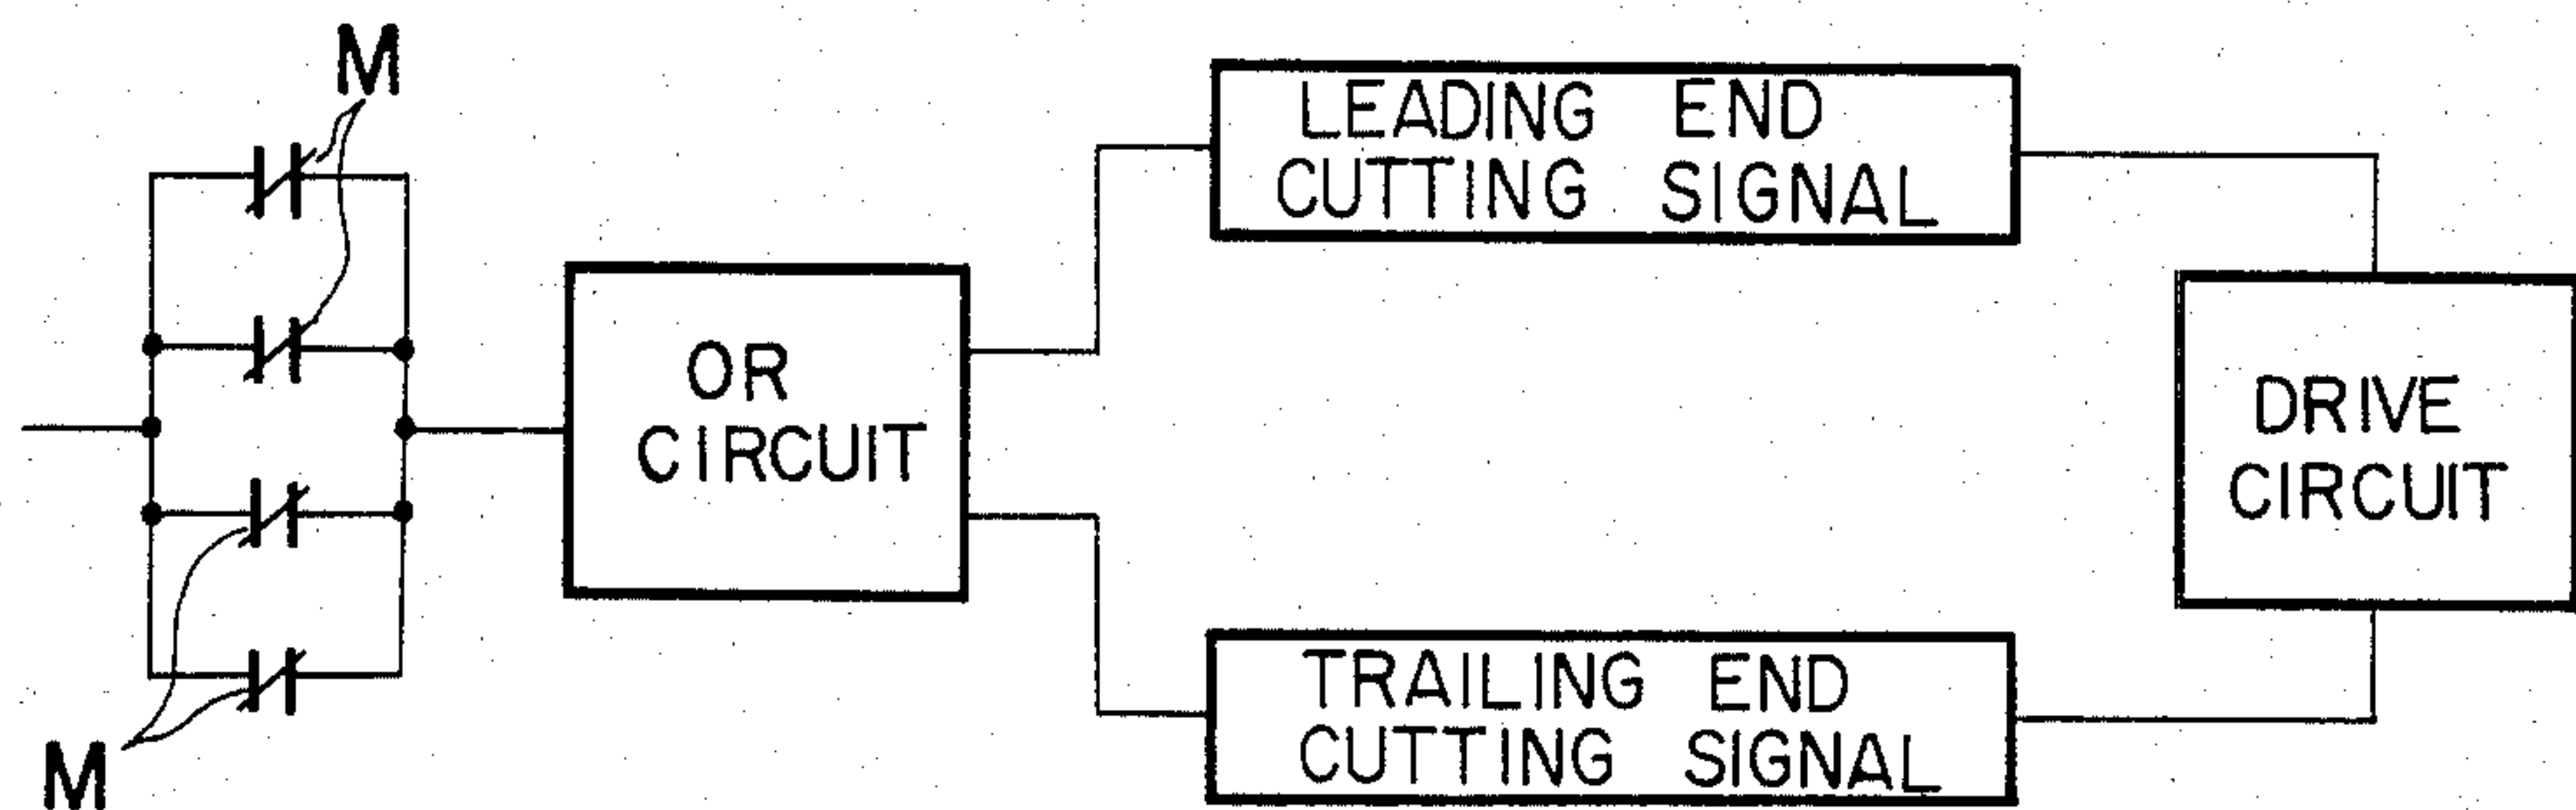 M
LEADING END
CUTTING SIGNAL
OR
CIRCUIT
DRIVE
CIRCUIT
TRAILING END
CUTTING SIGNAL
M